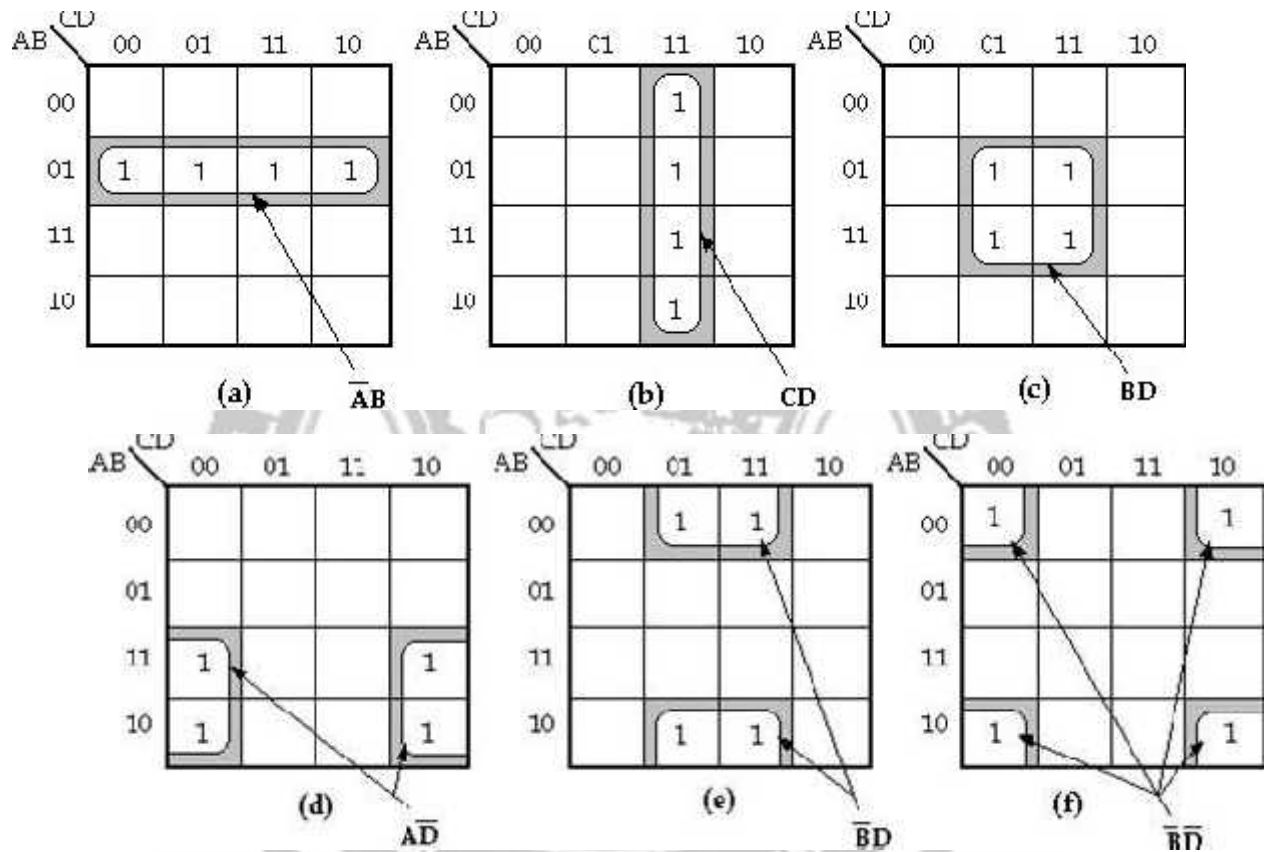 CD CD CD
AB 00 01 11 10 AB 00 C1 11 10 AB 00 C1 11 10
00 00 1 00
01 1 1 1 1 01 1 01 1 1
11 11 1 11 1 1
10 10 1 10
(a) A̅B (b) CD (c) BD
CD CD CD
AB 00 01 11 10 AB 00 01 11 10 AB 00 01 11 10
00 00 1 1 00 1 1
01 01 01
11 1 1 11 11
10 1 1 10 1 1 10 1 1
(d) (e) (f)
AD̅ B̅D B̅D̅